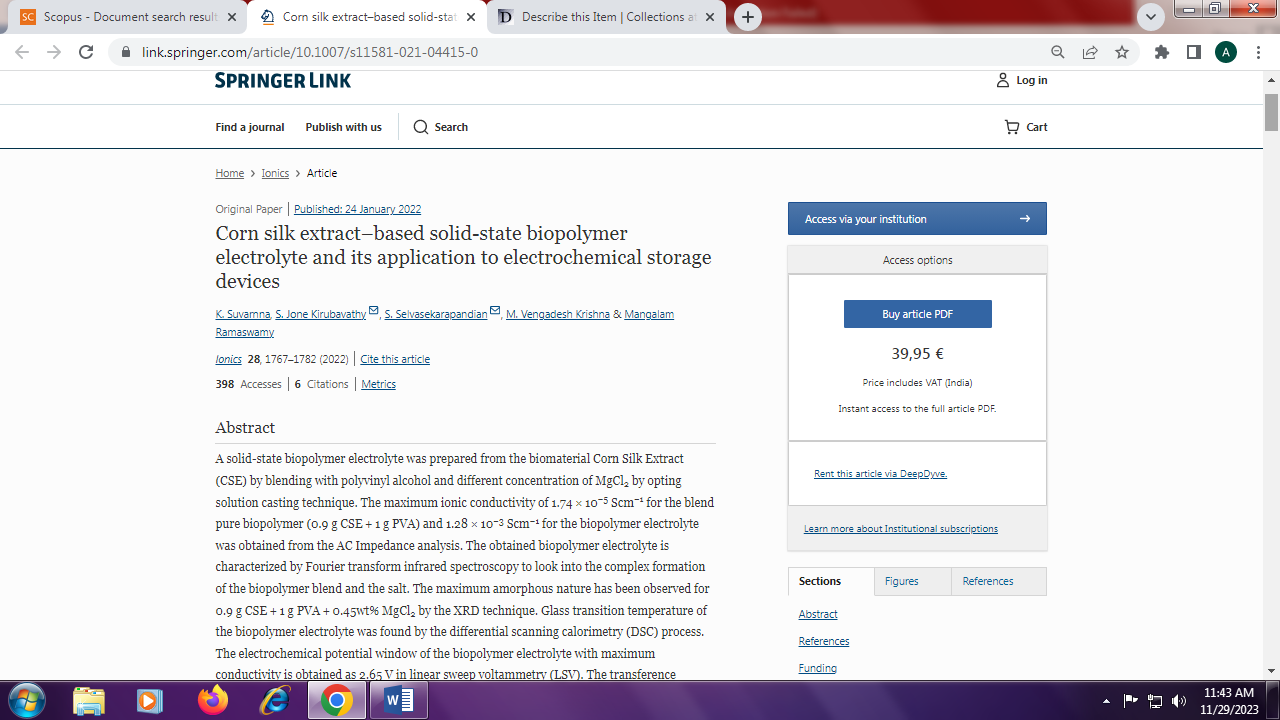 Scopus - Document search result
Corn silk extract–based solid-stat
Describe this Item | Collections at
link.springer.com/article/10.1007/s11581-021-04415-0
A
SPRINGER LINK
Log in
Find a journal
Publish with us
Search
Cart
Home > Ionics > Article
Original Paper | Published: 24 January 2022
Corn silk extract–based solid-state biopolymer
electrolyte and its application to electrochemical storage
devices
K. Suvarnna, S. Jone Kirubavathy, S. Selvasekarapandian, M. Vengadesh Krishna & Mangalam
Ramaswamy
Ionics 28, 1767–1782 (2022) | Cite this article
398 Accesses | 6 Citations | Metrics
Abstract
A solid-state biopolymer electrolyte was prepared from the biomaterial Corn Silk Extract
(CSE) by blending with polyvinyl alcohol and different concentration of MgCl₂ by opting
solution casting technique. The maximum ionic conductivity of 1.74 × 10⁻⁵ Scm⁻¹ for the blend
pure biopolymer (0.9 g CSE + 1 g PVA) and 1.28 × 10⁻³ Scm⁻¹ for the biopolymer electrolyte
was obtained from the AC Impedance analysis. The obtained biopolymer electrolyte is
characterized by Fourier transform infrared spectroscopy to look into the complex formation
of the biopolymer blend and the salt. The maximum amorphous nature has been observed for
0.9 g CSE + 1 g PVA + 0.45wt% MgCl₂ by the XRD technique. Glass transition temperature of
the biopolymer electrolyte was found by the differential scanning calorimetry (DSC) process.
The electrochemical potential window of the biopolymer electrolyte with maximum
conductivity is obtained as 2.65 V in linear sweep voltammetry (LSV). The transference
Access via your institution
Access options
Buy article PDF
39,95 €
Price includes VAT (India)
Instant access to the full article PDF.
Rent this article via DeepDyve.
Learn more about Institutional subscriptions
Sections
Figures
References
Abstract
References
Funding
11:43 AM
11/29/2023